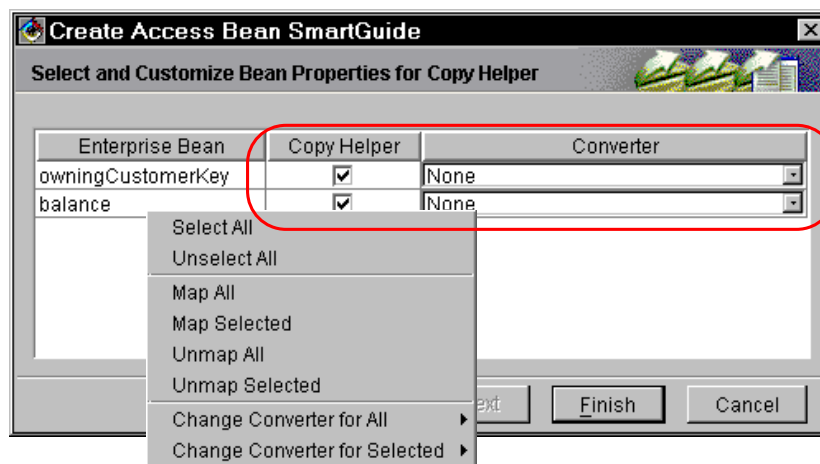 Create Access Bean SmartGuide
Select and Customize Bean Properties for Copy Helper
Enterprise Bean Copy Helper Converter
owningCustomerKey None
balance None
Select All
Unselect All
Map All
Map Selected
Unmap All
Unmap Selected
Change Converter for All
Change Converter for Selected
Finish Cancel